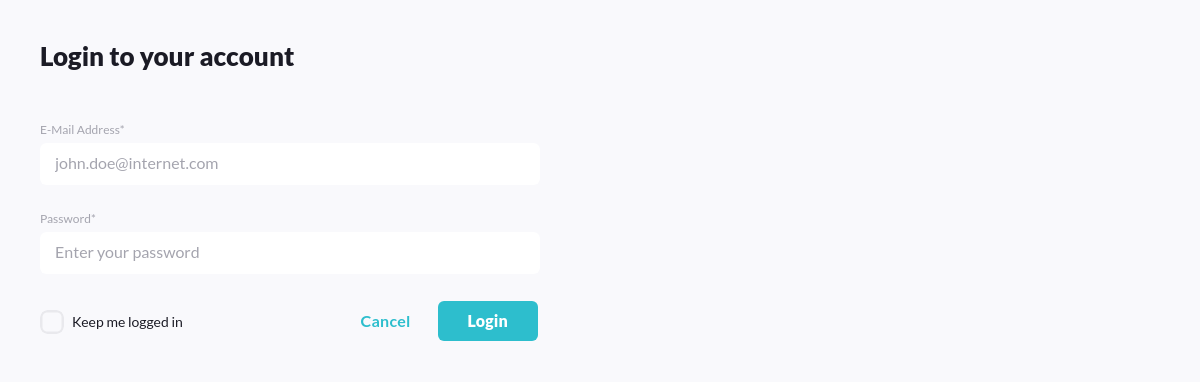 Login to your account
E-Mail Address*
john.doe@internet.com
Password*
Enter your password
Keep me logged in
Cancel
Login